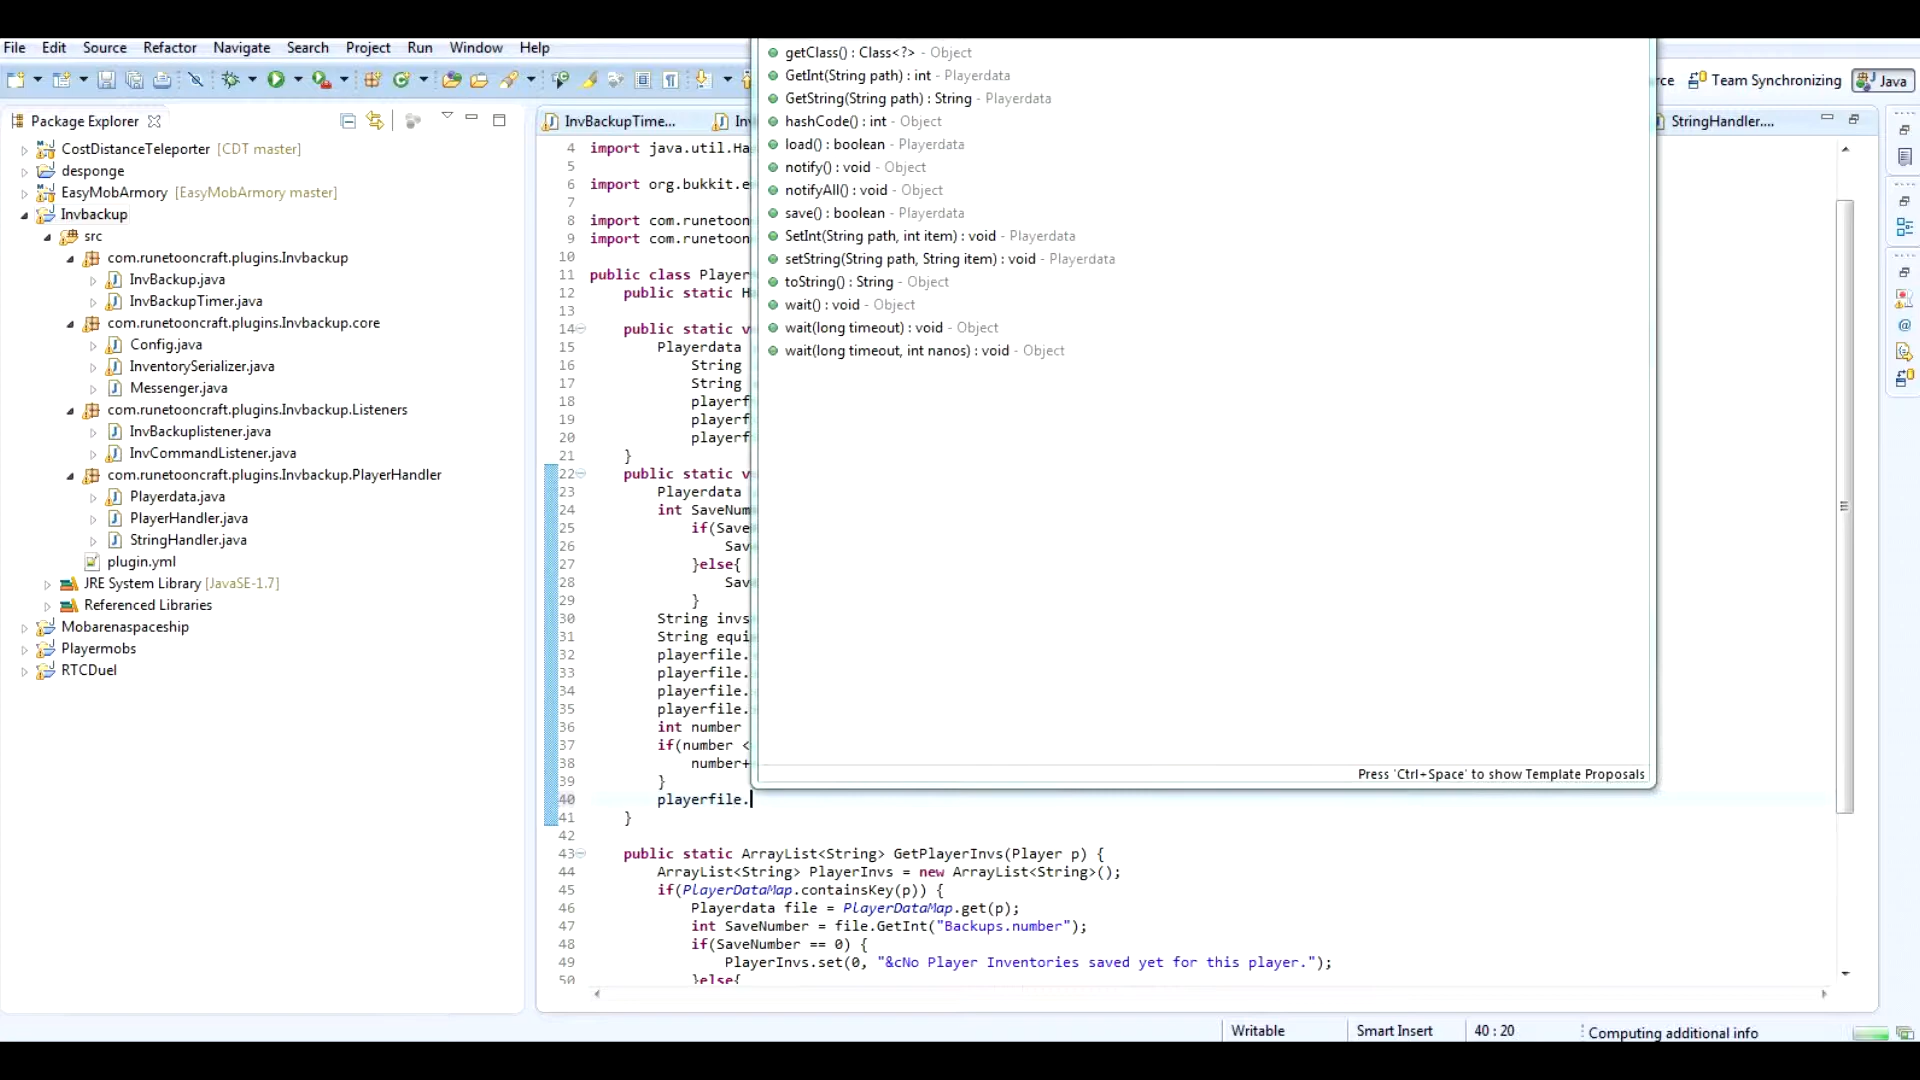 File Edit Source Refactor Navigate Search Project Run Window Help
rce Team Synchronizing Java
Package Explorer
CostDistanceTeleporter [CDT master]
desponge
EasyMobArmory [EasyMobArmory master]
Invbackup
src
com.runetooncraft.plugins.Invbackup
InvBackup.java
InvBackupTimer.java
com.runetooncraft.plugins.Invbackup.core
Config.java
InventorySerializer.java
Messenger.java
com.runetooncraft.plugins.Invbackup.Listeners
InvBackuplistener.java
InvCommandListener.java
com.runetooncraft.plugins.Invbackup.PlayerHandler
Playerdata.java
PlayerHandler.java
StringHandler.java
plugin.yml
JRE System Library [JavaSE-1.7]
Referenced Libraries
Mobarenaspaceship
Playermobs
RTCDuel
InvBackupTime... Inv StringHandler....
4 import java.util.Ha
5
6 import org.bukkit.e
7
8 import com.runetoon
9 import com.runetoon
10
11 public class Player
12 public static H
13
14 public static v
15 Playerdata
16 String
17 String
18 playerf
19 playerf
20 playerf
21 }
22 public static v
23 Playerdata
24 int SaveNum
25 if(Save
26 Sav
27 }else{
28 Sav
29 }
30 String invs
31 String equi
32 playerfile.
33 playerfile.
34 playerfile.
35 playerfile.
36 int number
37 if(number <
38 number+
39 }
40 playerfile.
41 }
42
43 public static ArrayList<String> GetPlayerInvs(Player p) {
44 ArrayList<String> PlayerInvs = new ArrayList<String>();
45 if(PlayerDataMap.containsKey(p)) {
46 Playerdata file = PlayerDataMap.get(p);
47 int SaveNumber = file.GetInt("Backups.number");
48 if(SaveNumber == 0) {
49 PlayerInvs.set(0, "&cNo Player Inventories saved yet for this player.");
50 }else{
getClass() : Class<?> - Object
GetInt(String path) : int - Playerdata
GetString(String path) : String - Playerdata
hashCode() : int - Object
load() : boolean - Playerdata
notify() : void - Object
notifyAll() : void - Object
save() : boolean - Playerdata
SetInt(String path, int item) : void - Playerdata
setString(String path, String item) : void - Playerdata
toString() : String - Object
wait() : void - Object
wait(long timeout) : void - Object
wait(long timeout, int nanos) : void - Object
Press 'Ctrl+Space' to show Template Proposals
Writable Smart Insert 40 : 20 Computing additional info